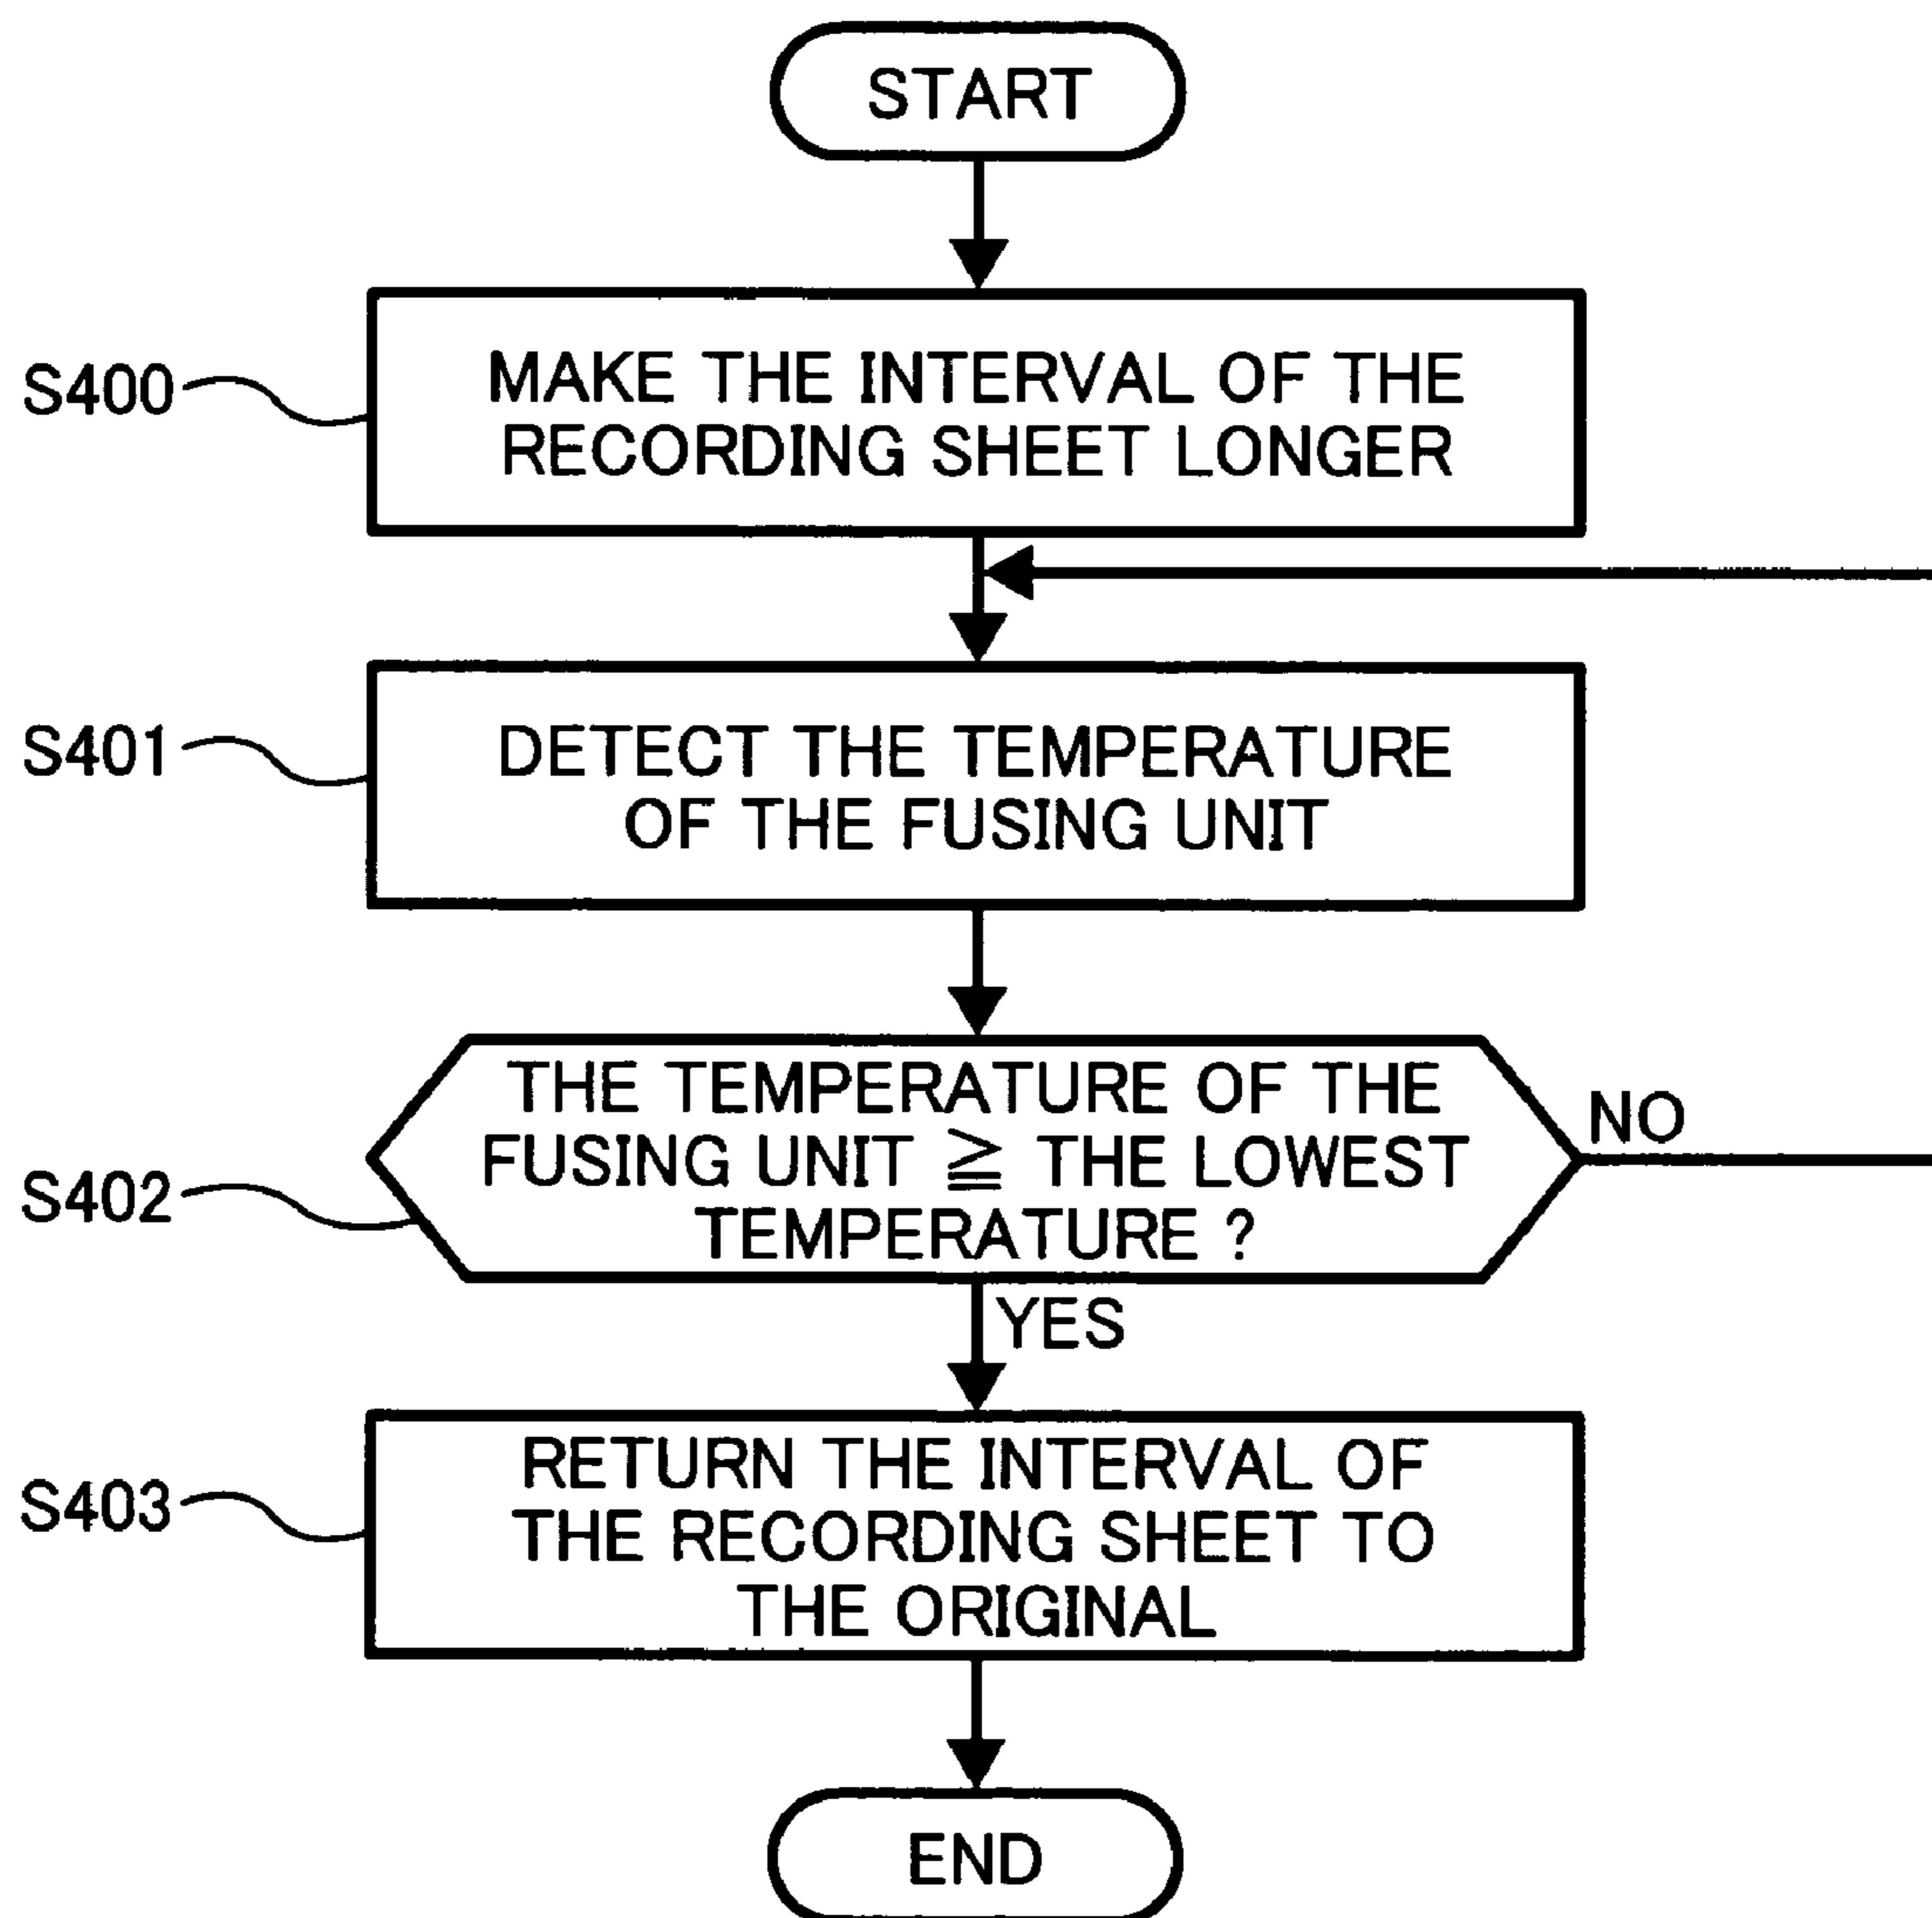 START
S400
MAKE THE INTERVAL OF THE
RECORDING SHEET LONGER
S401
DETECT THE TEMPERATURE
OF THE FUSING UNIT
S402
THE TEMPERATURE OF THE
FUSING UNIT ≧ THE LOWEST
TEMPERATURE ?
NO
YES
S403
RETURN THE INTERVAL OF
THE RECORDING SHEET TO
THE ORIGINAL
END